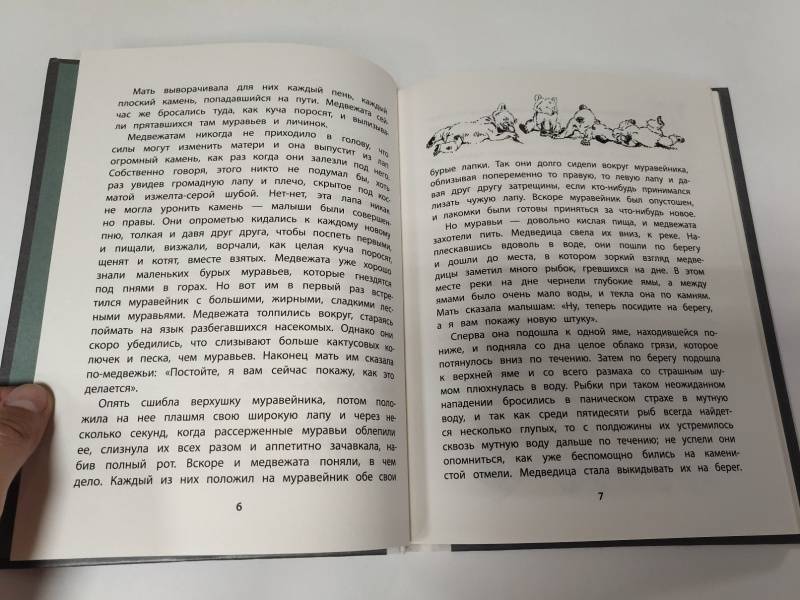 Мать выворачивала для них каждый пень, каждый
плоский камень, попадавшийся на пути. Медвежата сей-
час же бросались туда, как куча поросят, и вылизыва-
ли прятавшихся там муравьев и личинок.
Медвежатам никогда не приходило в голову, что
силы могут изменить матери и она выпустит из лап
огромный камень, как раз когда они залезли под него.
Собственно говоря, этого никто не подумал бы, хоть
раз увидев громадную лапу и плечо, скрытое под кос-
матой изжелта-серой шубой. Нет-нет, эта лапа никак
не могла уронить камень — малыши были совершен-
но правы. Они опрометью кидались к каждому новому
пню, толкая и давя друг друга, чтобы поспеть первыми,
и пищали, визжали, ворчали, как целая куча поросят,
щенят и котят, вместе взятых. Медвежата уже хорошо
знали маленьких бурых муравьев, которые гнездятся
под пнями в горах. Но вот им в первый раз встре-
тился муравейник с большими, жирными, сладкими лес-
ными муравьями. Медвежата толпились вокруг, стараясь
поймать на язык разбегавшихся насекомых. Однако они
скоро убедились, что слизывают больше кактусовых ко-
лючек и песка, чем муравьев. Наконец мать им сказала
по-медвежьи: «Постойте, я вам сейчас покажу, как это
делается».
Опять сшибла верхушку муравейника, потом поло-
жила на нее плашмя свою широкую лапу и через не-
сколько секунд, когда рассерженные муравьи облепили
ее, слизнула их всех разом и аппетитно зачавкала, на-
бив полный рот. Вскоре и медвежата поняли, в чем
дело. Каждый из них положил на муравейник обе свои
6
бурые лапки. Так они долго сидели вокруг муравейника,
облизывая попеременно то правую, то левую лапу и да-
вая друг другу затрещины, если кто-нибудь принимался
лизать чужую лапу. Вскоре муравейник был опустошен,
и лакомки были готовы приняться за что-нибудь новое.
Но муравьи — довольно кислая пища, и медвежата
захотели пить. Медведица свела их вниз, к реке. На-
плескавшись вдоволь в воде, они пошли по берегу
и дошли до места, в котором зоркий взгляд медве-
дицы заметил много рыбок, гревшихся на дне. В этом
месте реки на дне чернели глубокие ямы, а между
ямами было очень мало воды, и текла она по камням.
Мать сказала малышам: «Ну, теперь посидите на берегу,
а я вам покажу новую штуку».
Сперва она подошла к одной яме, находившейся по-
ниже, и подняла со дна целое облако грязи, которое
потянулось вниз по течению. Затем по берегу подошла
к верхней яме и со всего размаха со страшным шу-
мом плюхнулась в воду. Рыбки при таком неожиданном
нападении бросились в паническом страхе в мутную
воду, и так как среди пятидесяти рыб всегда найдет-
ся несколько глупых, то с полдюжины их устремилось
сквозь мутную воду дальше по течению; не успели они
опомниться, как уже беспомощно бились на камени-
стой отмели. Медведица стала выкидывать их на берег.
7